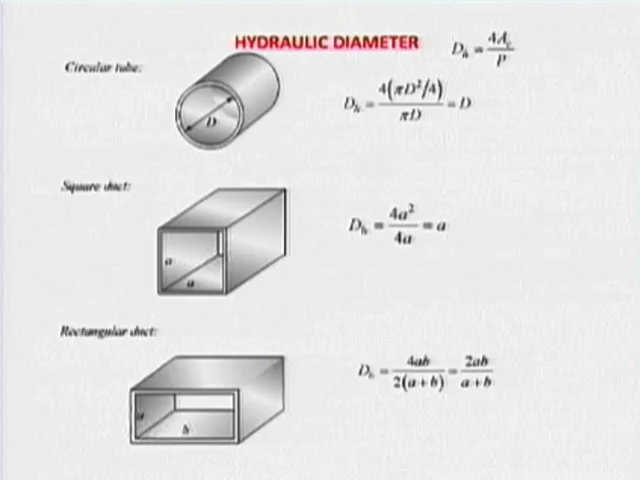 HYDRAULIC DIAMETER
D_h = 4A_c / p
Circular tube:
D
D_h = 4(πD²/4) / πD = D
Square duct:
a
a
D_h = 4a² / 4a = a
Rectangular duct:
a
b
D_h = 4ab / 2(a + b) = 2ab / a + b